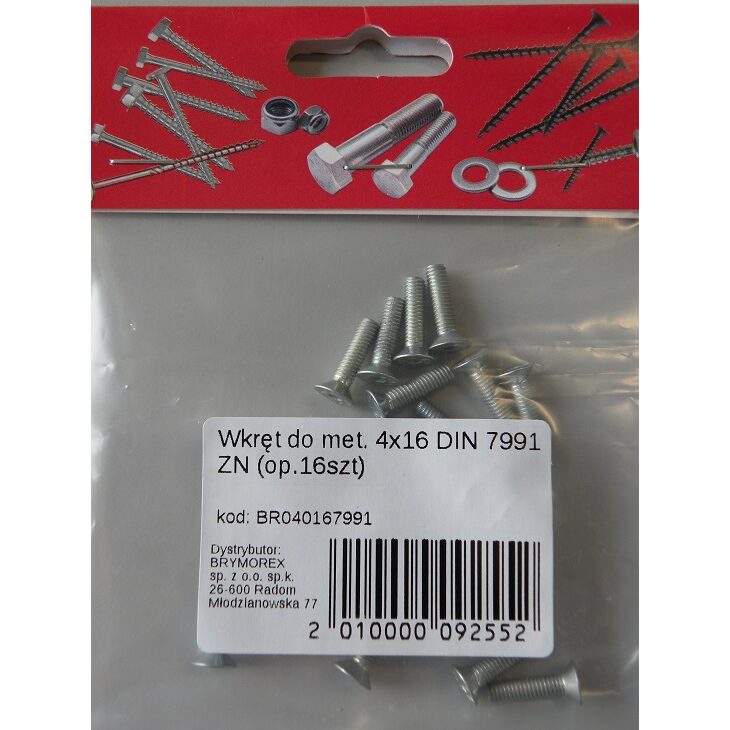 Wkręt do met. 4x16 DIN 7991
ZN (op.16szt)
kod: BR040167991
Dystrybutor:
BRYMOREX
sp. z o.o. sp.k.
26-600 Radom
Młodzianowska 77
2 010000 092552